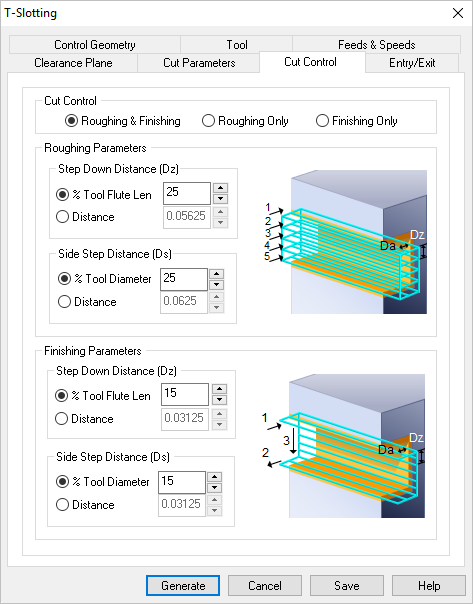 T-Slotting
Control Geometry Tool Feeds & Speeds
Clearance Plane Cut Parameters Cut Control Entry/Exit
Cut Control
Roughing & Finishing Roughing Only Finishing Only
Roughing Parameters
Step Down Distance (Dz)
% Tool Flute Len 25
Distance 0.05625
Side Step Distance (Ds)
% Tool Diameter 25
Distance 0.0625
1
2
3
4
5
Dz
Da
Finishing Parameters
Step Down Distance (Dz)
% Tool Flute Len 15
Distance 0.03125
Side Step Distance (Ds)
% Tool Diameter 15
Distance 0.03125
1
3
2
Dz
Da
Generate Cancel Save Help